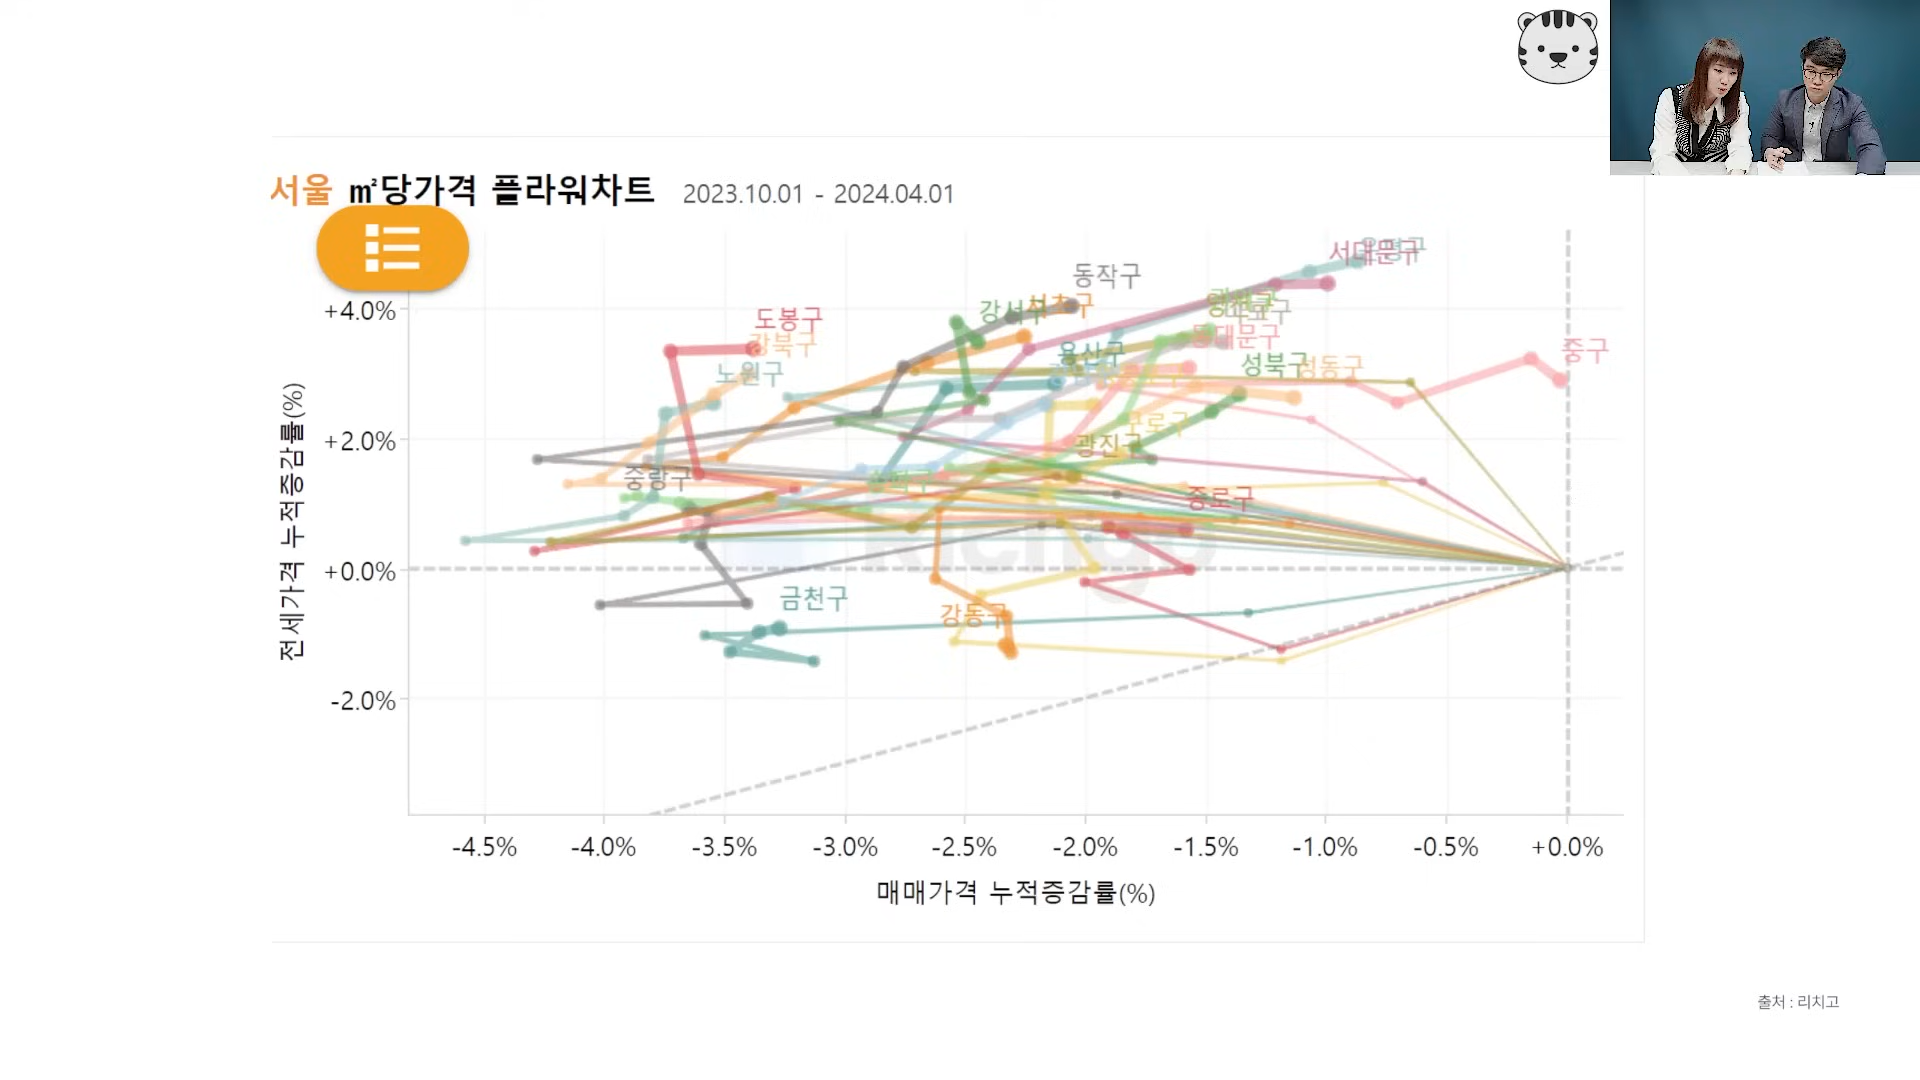 서울 ㎡당가격 플라워차트 2023.10.01 - 2024.04.01
서대문구
동작구
강서구
도봉구
강북구
동대문구
중구
용산구
성북구
성동구
노원구
구로구
광진구
중랑구
종로구
금천구
강동구
+4.0%
+2.0%
+0.0%
-2.0%
전세가격 누적증감률(%)
-4.5% -4.0% -3.5% -3.0% -2.5% -2.0% -1.5% -1.0% -0.5% +0.0%
매매가격 누적증감률(%)
출처 : 리치고